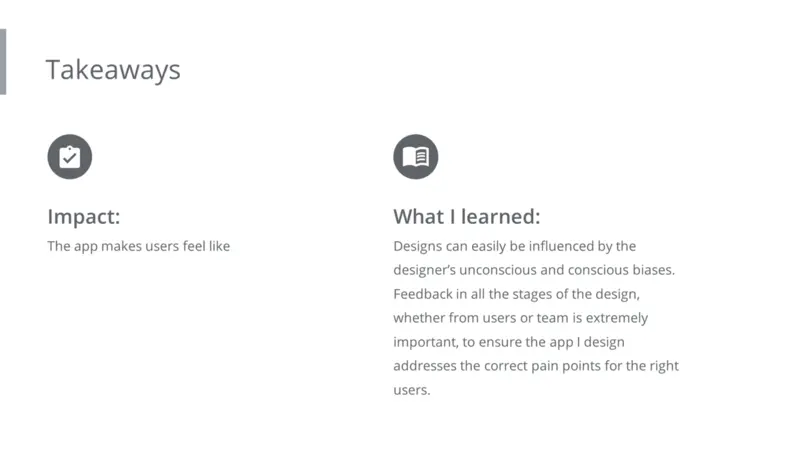 Takeaways
Impact:
The app makes users feel like
What I learned:
Designs can easily be influenced by the
designer’s unconscious and conscious biases.
Feedback in all the stages of the design,
whether from users or team is extremely
important, to ensure the app I design
addresses the correct pain points for the right
users.